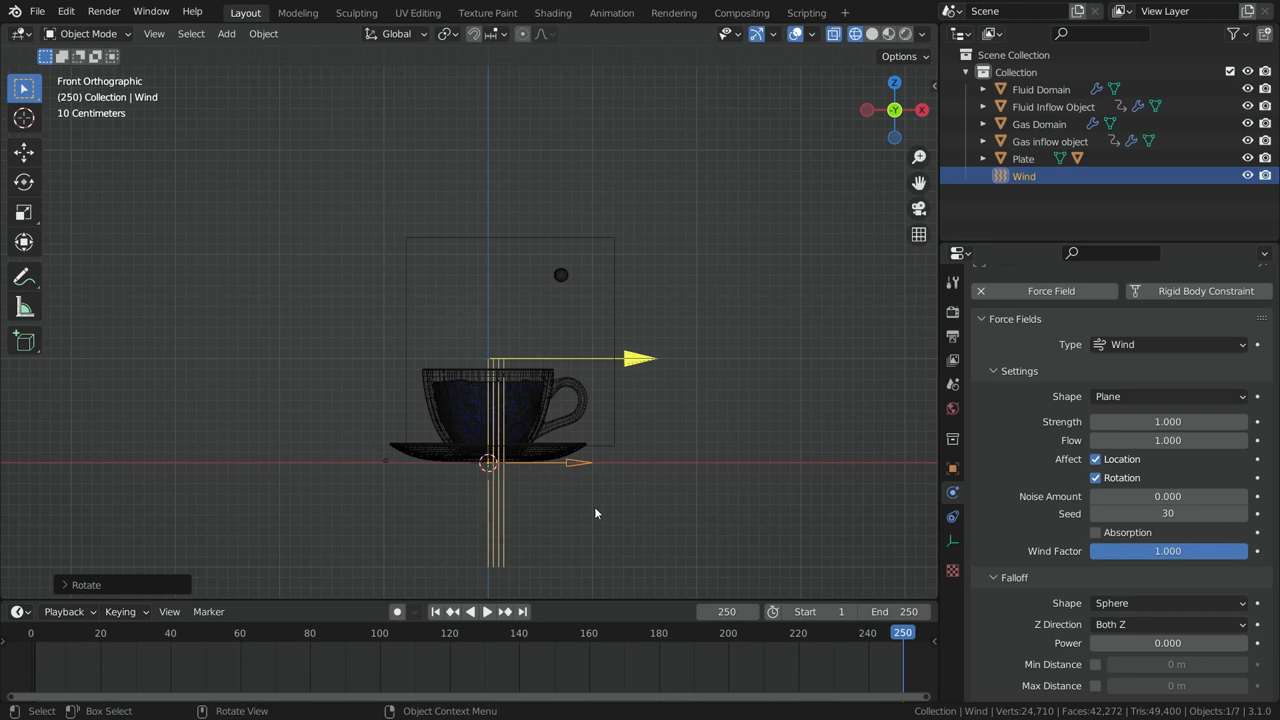 File Edit Render Window Help Layout Modeling Sculpting UV Editing Texture Paint Shading Animation Rendering Compositing Scripting + Scene View Layer
Object Mode View Select Add Object Global
Options
Front Orthographic
(250) Collection | Wind
10 Centimeters
Z
X
-Y
Scene Collection
Collection
Fluid Domain
Fluid Inflow Object
Gas Domain
Gas inflow object
Plate
Wind
Force Field Rigid Body Constraint
Force Fields
Type Wind
Settings
Shape Plane
Strength 1.000
Flow 1.000
Affect Location
Rotation
Noise Amount 0.000
Seed 30
Absorption
Wind Factor 1.000
Falloff
Shape Sphere
Z Direction Both Z
Power 0.000
Min Distance 0 m
Max Distance 0 m
Rotate
Playback Keying View Marker 250 Start 1 End 250
0 20 40 60 80 100 120 140 160 180 200 220 240 250
Select Box Select Rotate View Object Context Menu Collection | Wind | Verts:24,710 | Faces:42,272 | Tris:49,400 | Objects:1/7 | 3.1.0